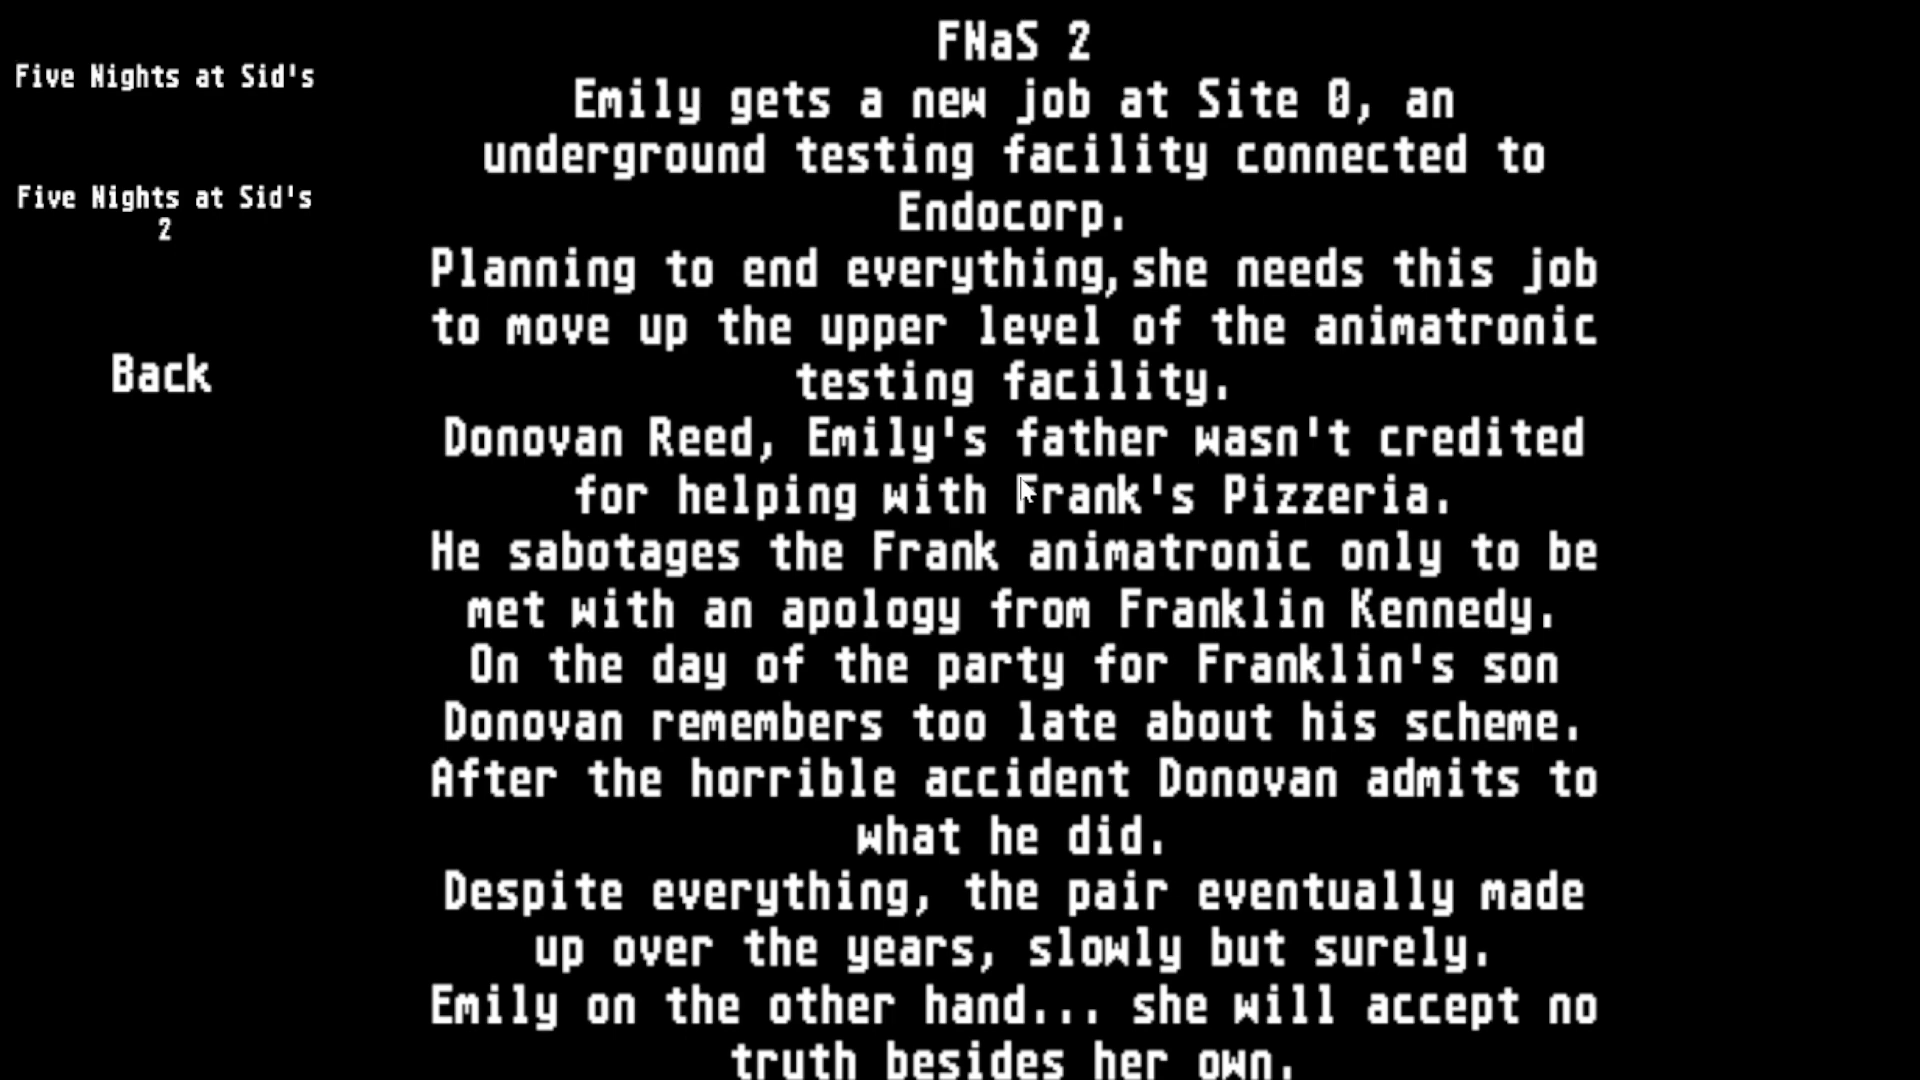 Five Nights at Sid's
Five Nights at Sid's
2
Back
FNaS 2
Emily gets a new job at Site 0, an
underground testing facility connected to
Endocorp.
Planning to end everything,she needs this job
to move up the upper level of the animatronic
testing facility.
Donovan Reed, Emily's father wasn't credited
for helping with Frank's Pizzeria.
He sabotages the Frank animatronic only to be
met with an apology from Franklin Kennedy.
On the day of the party for Franklin's son
Donovan remembers too late about his scheme.
After the horrible accident Donovan admits to
what he did.
Despite everything, the pair eventually made
up over the years, slowly but surely.
Emily on the other hand... she will accept no
truth besides her own.